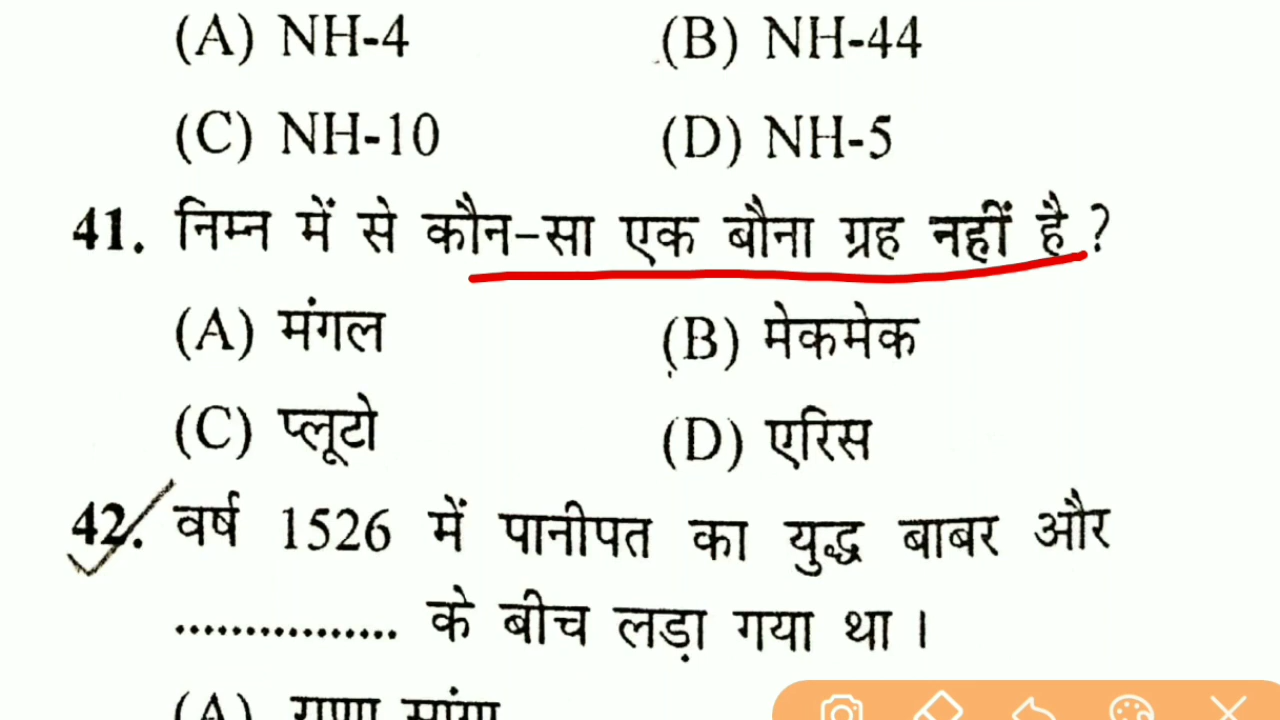 (A) NH-4 (B) NH-44
(C) NH-10 (D) NH-5
41. निम्न में से कौन-सा एक बौना ग्रह नहीं है ?
(A) मंगल (B) मेकमेक
(C) प्लूटो (D) एरिस
42. वर्ष 1526 में पानीपत का युद्ध बाबर और
................ के बीच लड़ा गया था ।
(A) राणा सांगा